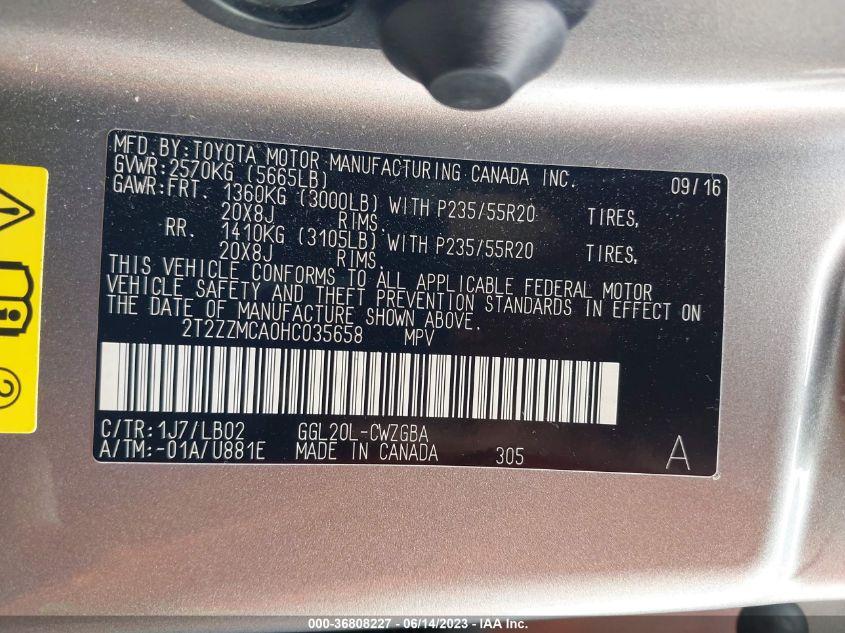 MFD.BY:TOYOTA MOTOR MANUFACTURING CANADA INC. 09/16
GVWR:2570KG (5665LB)
GAWR:FRT. 1360KG (3000LB) WITH P235/55R20 TIRES,
20X8J RIMS.
RR. 1410KG (3105LB) WITH P235/55R20 TIRES,
20X8J RIMS.
THIS VEHICLE CONFORMS TO ALL APPLICABLE FEDERAL MOTOR
VEHICLE SAFETY AND THEFT PREVENTION STANDARDS IN EFFECT ON
THE DATE OF MANUFACTURE SHOWN ABOVE.
2T2ZZMCA0HC035658 MPV
C/TR:1J7/LB02 GGL20L-CWZGBA
A/TM:-01A/U881E MADE IN CANADA 305 A
2
000-36808227 - 06/14/2023 - IAA Inc.